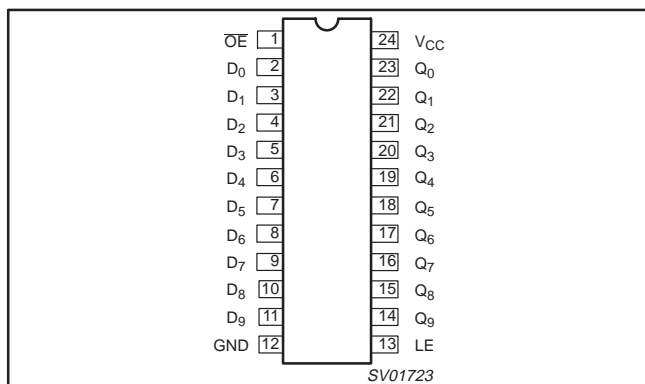 O̅E̅ 1 24 VCC
D0 2 23 Q0
D1 3 22 Q1
D2 4 21 Q2
D3 5 20 Q3
D4 6 19 Q4
D5 7 18 Q5
D6 8 17 Q6
D7 9 16 Q7
D8 10 15 Q8
D9 11 14 Q9
GND 12 13 LE
SV01723